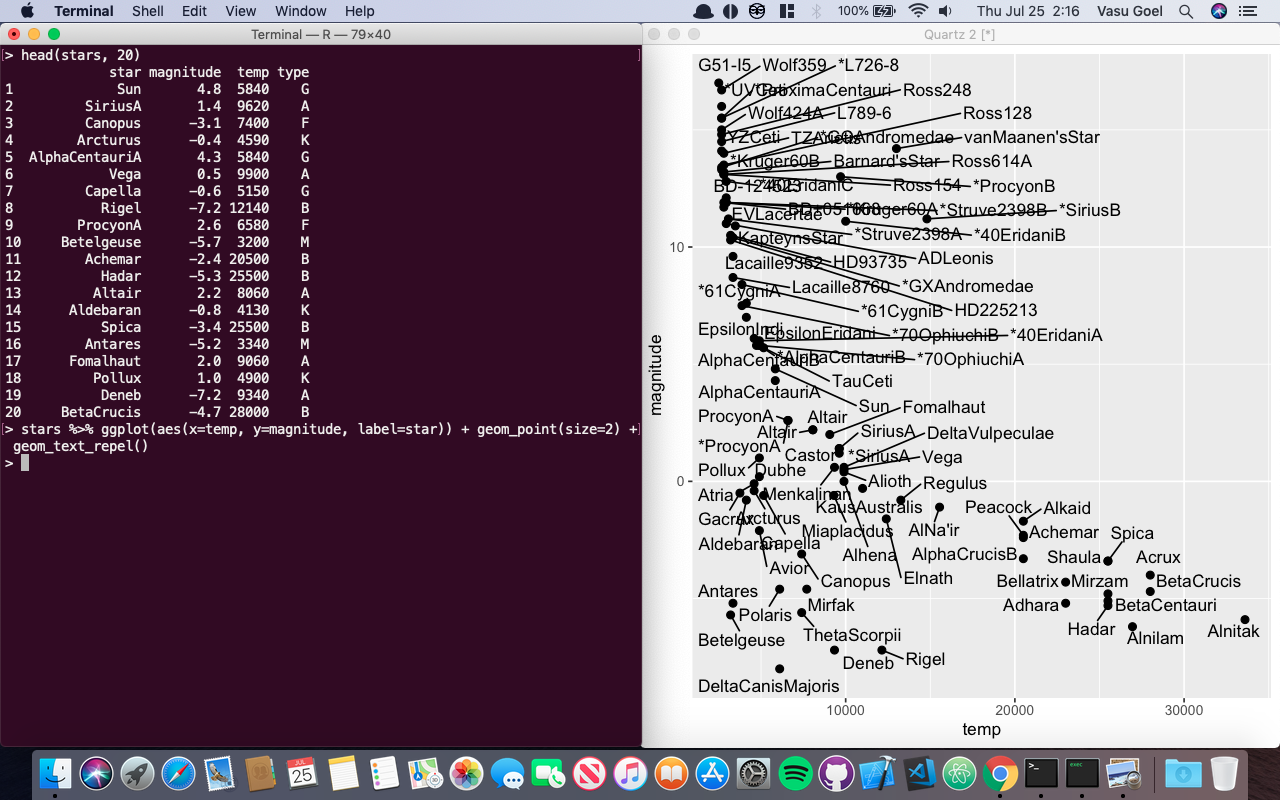 Terminal Shell Edit View Window Help 100% Thu Jul 25 2:16 Vasu Goel
Terminal — R — 79×40
> head(stars, 20)
star magnitude temp type
1 Sun 4.8 5840 G
2 SiriusA 1.4 9620 A
3 Canopus −3.1 7400 F
4 Arcturus −0.4 4590 K
5 AlphaCentauriA 4.3 5840 G
6 Vega 0.5 9900 A
7 Capella −0.6 5150 G
8 Rigel −7.2 12140 B
9 ProcyonA 2.6 6580 F
10 Betelgeuse −5.7 3200 M
11 Achemar −2.4 20500 B
12 Hadar −5.3 25500 B
13 Altair 2.2 8060 A
14 Aldebaran −0.8 4130 K
15 Spica −3.4 25500 B
16 Antares −5.2 3340 M
17 Fomalhaut 2.0 9060 A
18 Pollux 1.0 4900 K
19 Deneb −7.2 9340 A
20 BetaCrucis −4.7 28000 B
> stars %>% ggplot(aes(x=temp, y=magnitude, label=star)) + geom_point(size=2) +
geom_text_repel()
>
Quartz 2 [*]
G51-I5 Wolf359 *L726-8
*UVCeti ProximaCentauri Ross248
Wolf424A L789-6 Ross128
YZCeti TZArietis *GQAndromedae vanMaanen'sStar
*Kruger60B Barnard'sStar Ross614A
BD-124523 *40EridaniC Ross154 *ProcyonB
EVLacertae *Kruger60A *Struve2398B *SiriusB
KapteynsStar *Struve2398A *40EridaniB
Lacaille9352 HD93735 ADLeonis
*61CygniA Lacaille8760 *GXAndromedae
*61CygniB HD225213
EpsilonIndi EpsilonEridani *70OphiuchiB *40EridaniA
AlphaCentauriB *AlphaCentauriB *70OphiuchiA
AlphaCentauriA TauCeti
ProcyonA Altair Sun Fomalhaut
*ProcyonA Altair SiriusA DeltaVulpeculae
Pollux Dubhe Castor *SiriusA Vega
Atria Menkalinan Alioth Regulus
Gacrux Arcturus KausAustralis Peacock Alkaid
Aldebaran Capella Miaplacidus AlNa'ir Achemar Spica
Avior Alhena AlphaCrucisB Shaula Acrux
Antares Canopus Elnath Bellatrix Mirzam BetaCrucis
Polaris Mirfak Adhara BetaCentauri
Betelgeuse ThetaScorpii Hadar Alnilam Alnitak
Deneb Rigel
DeltaCanisMajoris
magnitude
10
0
10000 20000 30000
temp
JUL
25